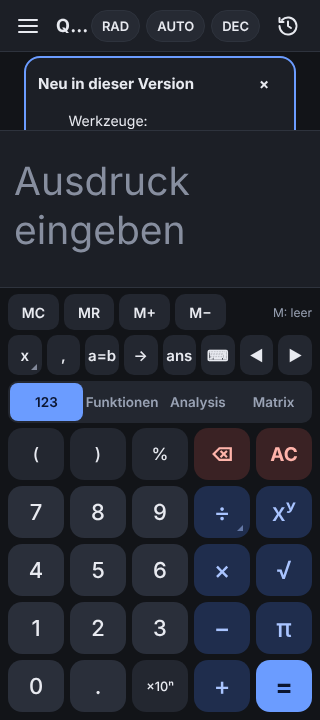 Q… RAD AUTO DEC
Neu in dieser Version ×
Werkzeuge:
Ausdruck
eingeben
MC MR M+ M− M: leer
x , a=b → ans ⌨ ◀ ▶
123 Funktionen Analysis Matrix
( ) % ⌫ AC
7 8 9 ÷ xʸ
4 5 6 × √
1 2 3 − π
0 . ×10ⁿ + =